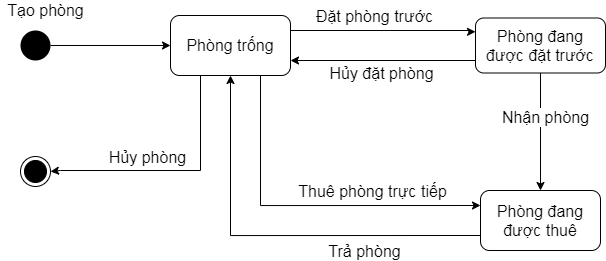 Tạo phòng
Đặt phòng trước
Phòng trống
Phòng đang
được đặt trước
Hủy đặt phòng
Nhận phòng
Hủy phòng
Thuê phòng trực tiếp
Phòng đang
được thuê
Trả phòng